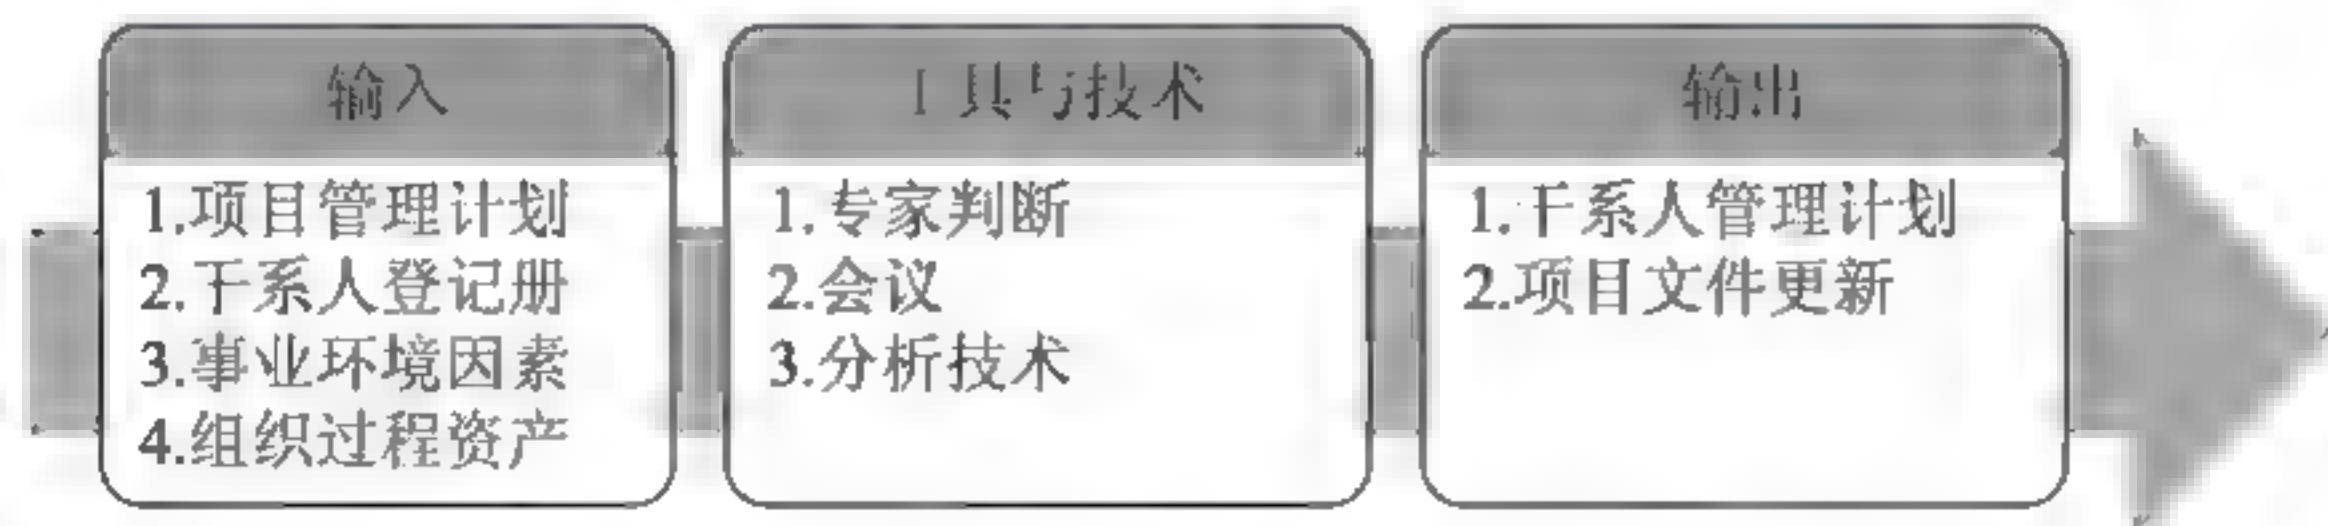 输入
1.项目管理计划
2.干系人登记册
3.事业环境因素
4.组织过程资产
工具与技术
1.专家判断
2.会议
3.分析技术
输出
1.干系人管理计划
2.项目文件更新